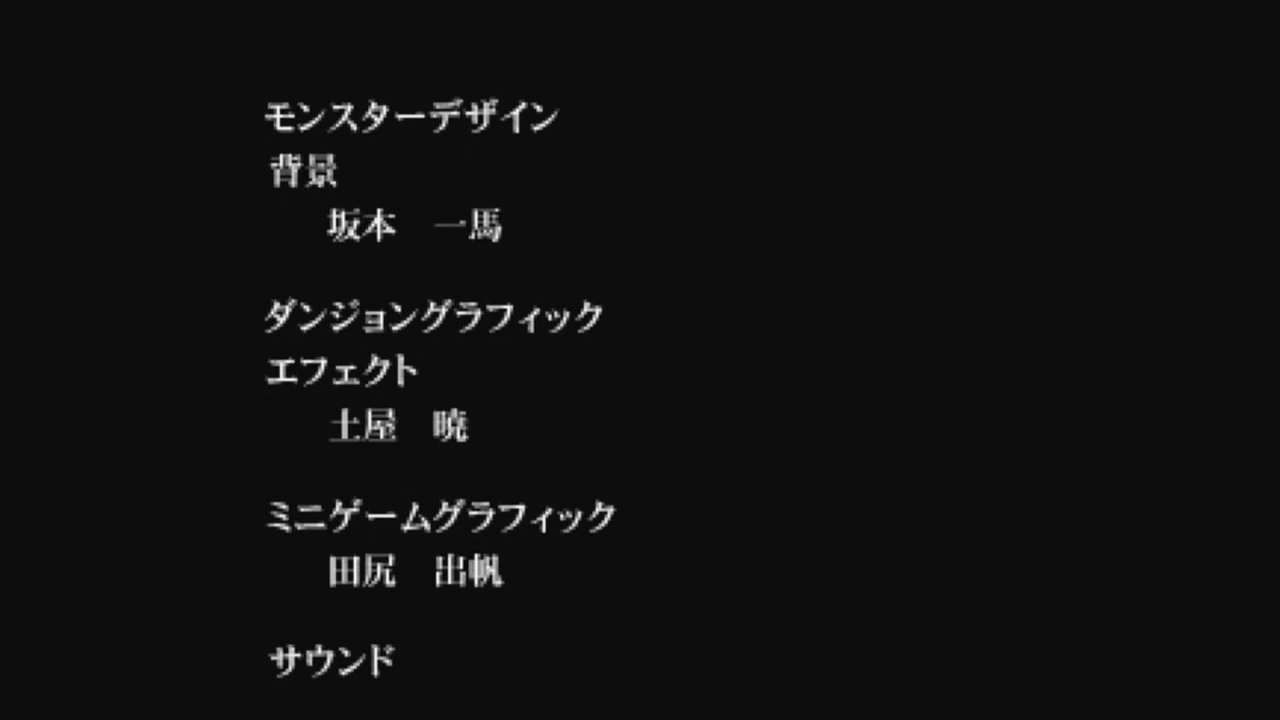 モンスターデザイン
背景
坂本　一馬
ダンジョングラフィック
エフェクト
土屋　暁
ミニゲームグラフィック
田尻　出帆
サウンド